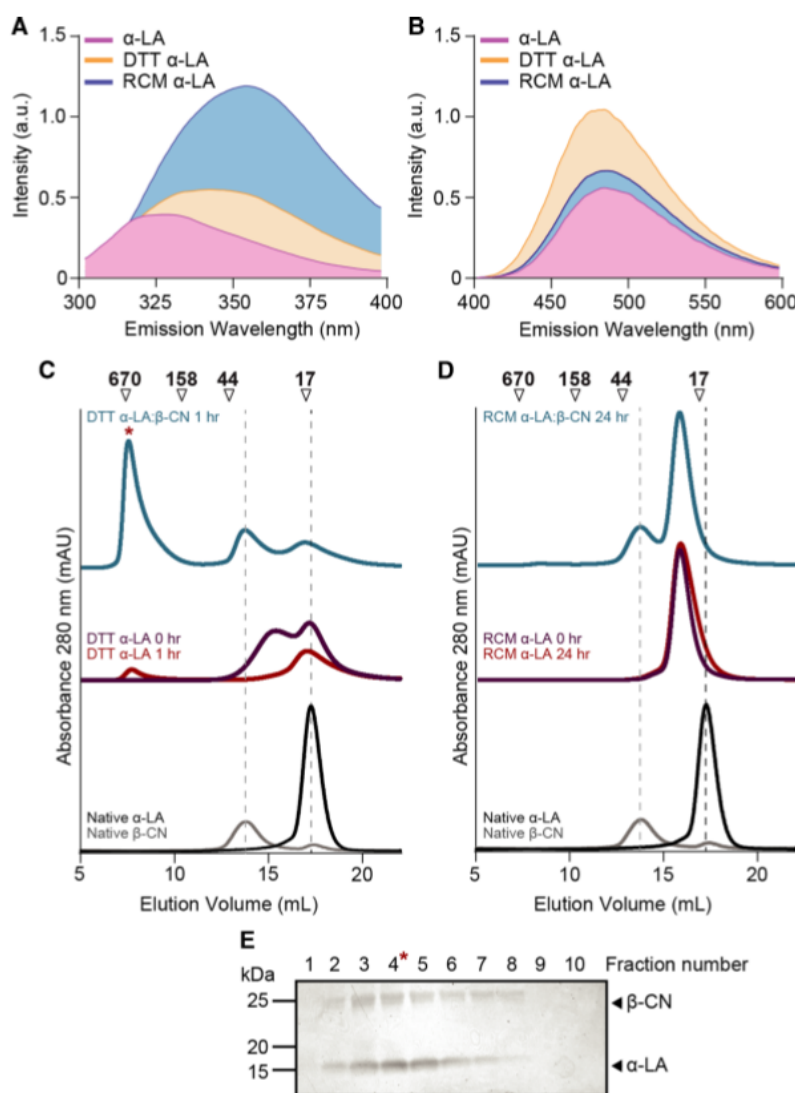 A
1.5
α-LA
DTT α-LA
RCM α-LA
1.0
0.5
0
Intensity (a.u.)
300 325 350 375 400
Emission Wavelength (nm)
B
1.5
α-LA
DTT α-LA
RCM α-LA
1.0
0.5
0
Intensity (a.u.)
400 450 500 550 600
Emission Wavelength (nm)
C
670 158 44 17
DTT α-LA:β-CN 1 hr
*
DTT α-LA 0 hr
DTT α-LA 1 hr
Native α-LA
Native β-CN
Absorbance 280 nm (mAU)
5 10 15 20
Elution Volume (mL)
D
670 158 44 17
RCM α-LA:β-CN 24 hr
RCM α-LA 0 hr
RCM α-LA 24 hr
Native α-LA
Native β-CN
Absorbance 280 nm (mAU)
5 10 15 20
Elution Volume (mL)
E
kDa 1 2 3 4* 5 6 7 8 9 10 Fraction number
25 β-CN
20
15 α-LA